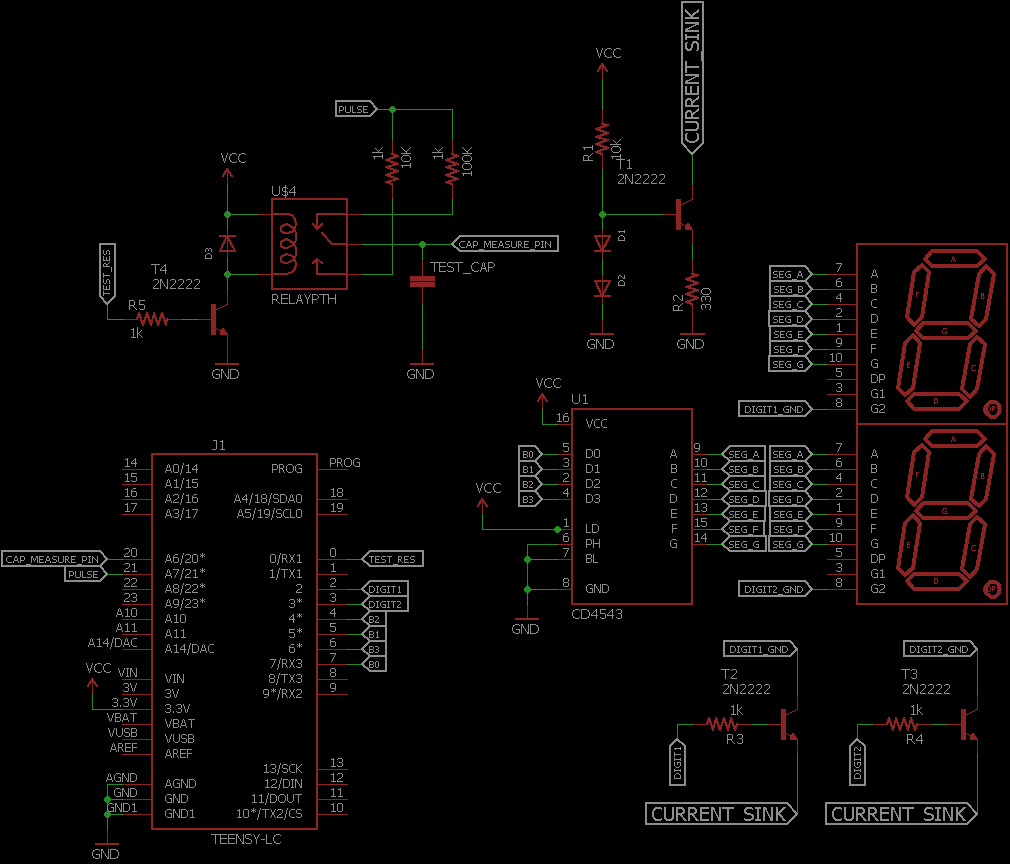 CURRENT_SINK
VCC
R1
10K
T1
2N2222
D1
D2
R2
330
GND
GND
PULSE
1k
10K
1k
100K
VCC
U$4
D3
RELAYPTH
CAP_MEASURE_PIN
TEST_CAP
GND
TEST_RES
T4
2N2222
R5
1k
GND
SEG_A 7 A
SEG_B 6 B
SEG_C 4 C
SEG_D 2 D
SEG_E 1 E
SEG_F 9 F
SEG_G 10 G
5 DP
3 G1
DIGIT1_GND 8 G2
A
F B
G
E C
D
DP
VCC
U1
16 VCC
B0 5 D0 A 9 SEG_A
B1 3 D1 B 10 SEG_B
B2 2 D2 C 11 SEG_C
B3 4 D3 D 12 SEG_D
VCC
1 LD E 13 SEG_E
6 PH F 15 SEG_F
7 BL G 14 SEG_G
8 GND
GND
CD4543
SEG_A 7 A
SEG_B 6 B
SEG_C 4 C
SEG_D 2 D
SEG_E 1 E
SEG_F 9 F
SEG_G 10 G
5 DP
3 G1
DIGIT2_GND 8 G2
A
F B
G
E C
D
DP
J1
14 A0/14 PROG PROG
15 A1/15
16 A2/16 A4/18/SDA0 18
17 A3/17 A5/19/SCL0 19
CAP_MEASURE_PIN 20 A6/20* 0/RX1 0 TEST_RES
PULSE 21 A7/21* 1/TX1 1
22 A8/22* 2 2 DIGIT1
23 A9/23* 3* 3 DIGIT2
A10 A10 4* 4 B2
A11 A11 5* 5 B1
A14/DAC A14/DAC 6* 6 B3
7/RX3 7 B0
VCC
VIN VIN 8/TX3 8
3V 3V 9*/RX2 9
3.3V 3.3V
VBAT VBAT
VUSB VUSB
AREF AREF
13/SCK 13
AGND AGND 12/DIN 12
GND GND 11/DOUT 11
GND1 GND1 10*/TX2/CS 10
TEENSY-LC
GND
DIGIT1_GND
T2
2N2222
1k
R3
DIGIT1
CURRENT_SINK
DIGIT2_GND
T3
2N2222
1k
R4
DIGIT2
CURRENT_SINK